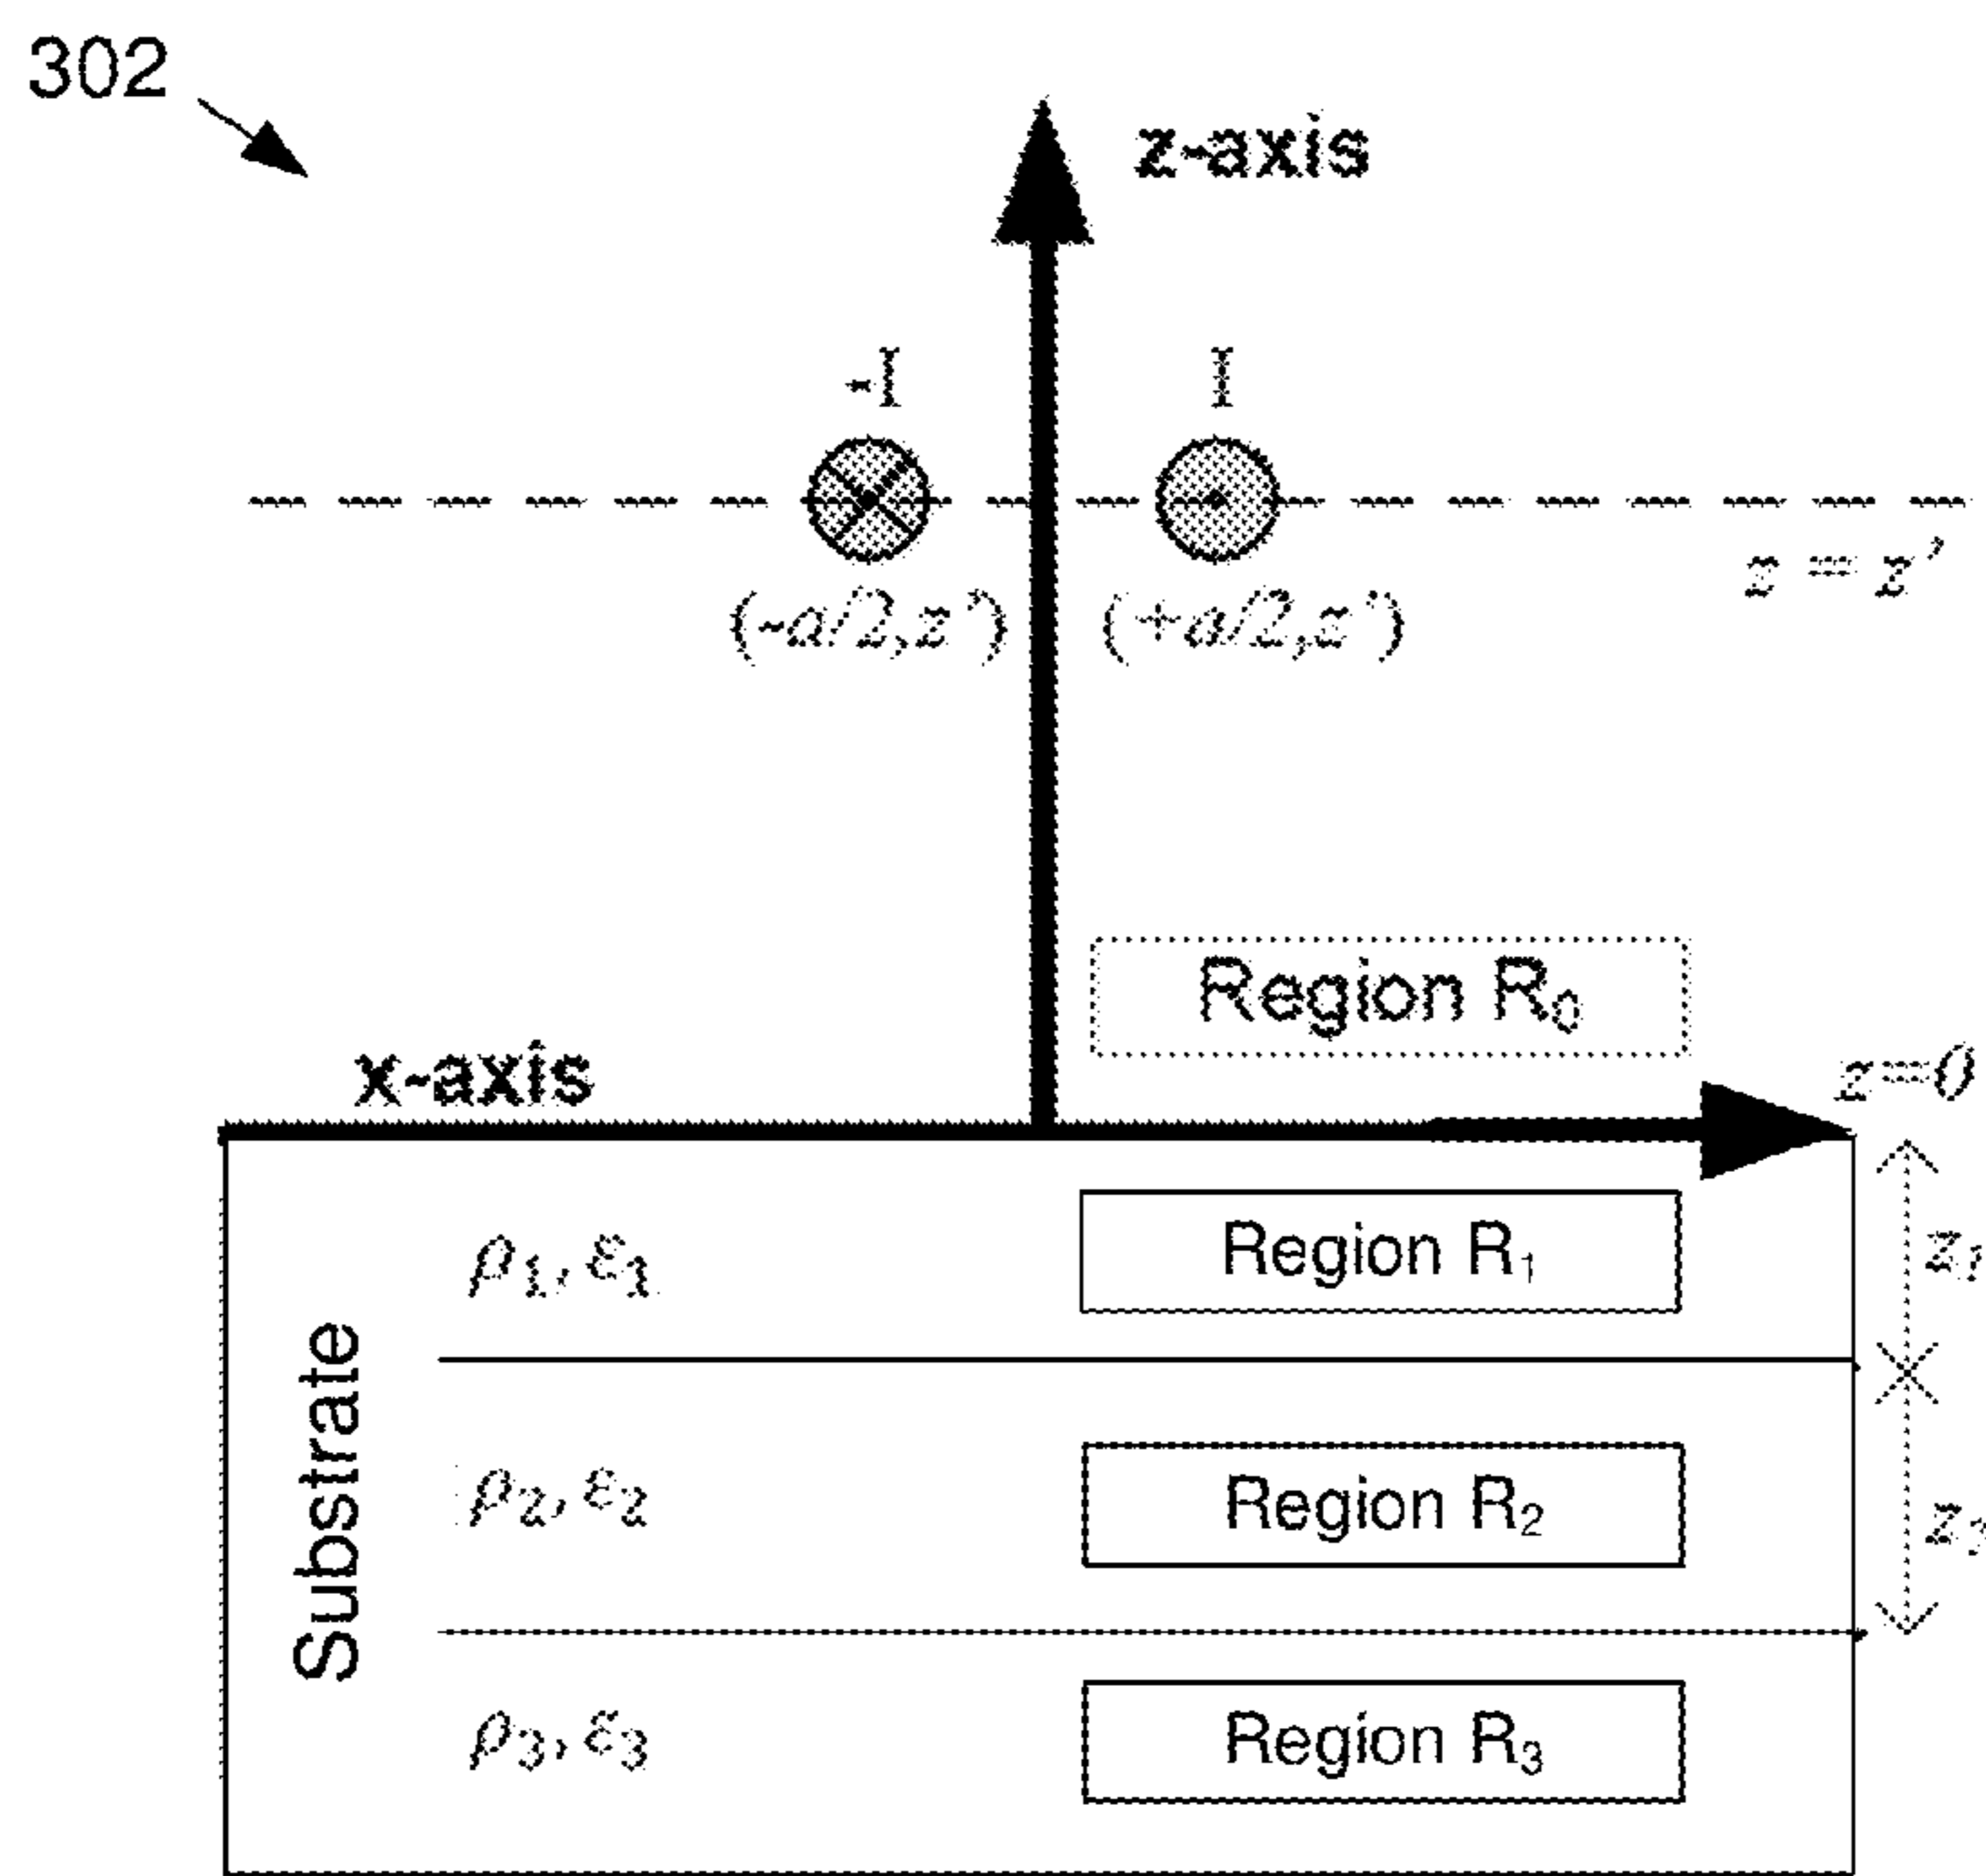 302
z-axis
-I
I
z = z'
(-a/2,z') (+a/2,z')
Region R₀
x-axis
z=0
ρ₁, ε₁
Region R₁
z₁
Substrate
ρ₂, ε₂
Region R₂
ρ₃, ε₃
Region R₃